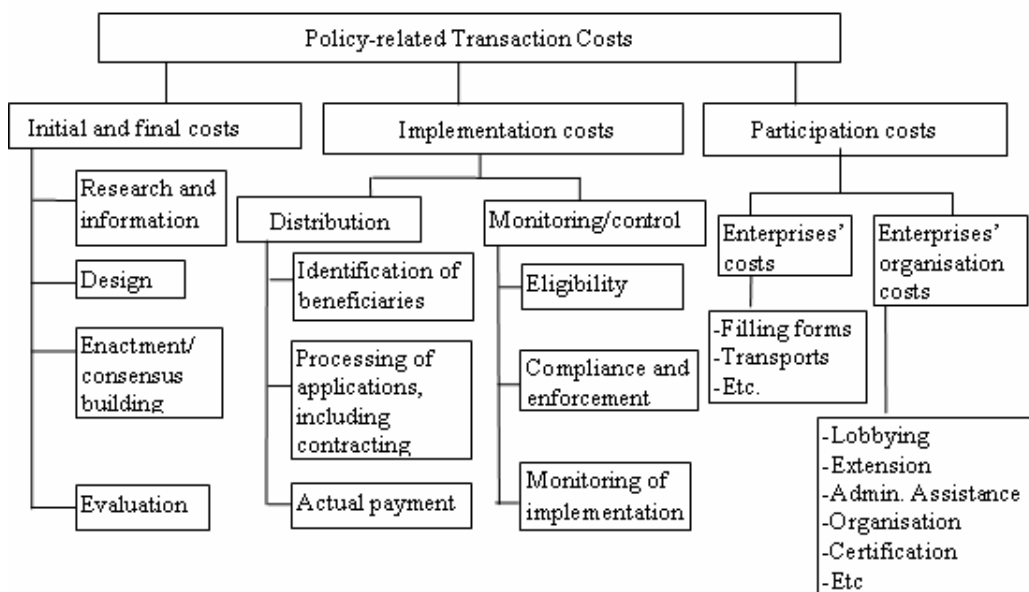 Policy-related Transaction Costs
Initial and final costs
Implementation costs
Participation costs
Research and
information
Design
Enactment/
consensus
building
Evaluation
Distribution
Identification of
beneficiaries
Processing of
applications,
including
contracting
Actual payment
Monitoring/control
Eligibility
Compliance and
enforcement
Monitoring of
implementation
Enterprises’
costs
-Filling forms
-Transports
-Etc.
Enterprises’
organisation
costs
-Lobbying
-Extension
-Admin. Assistance
-Organisation
-Certification
-Etc